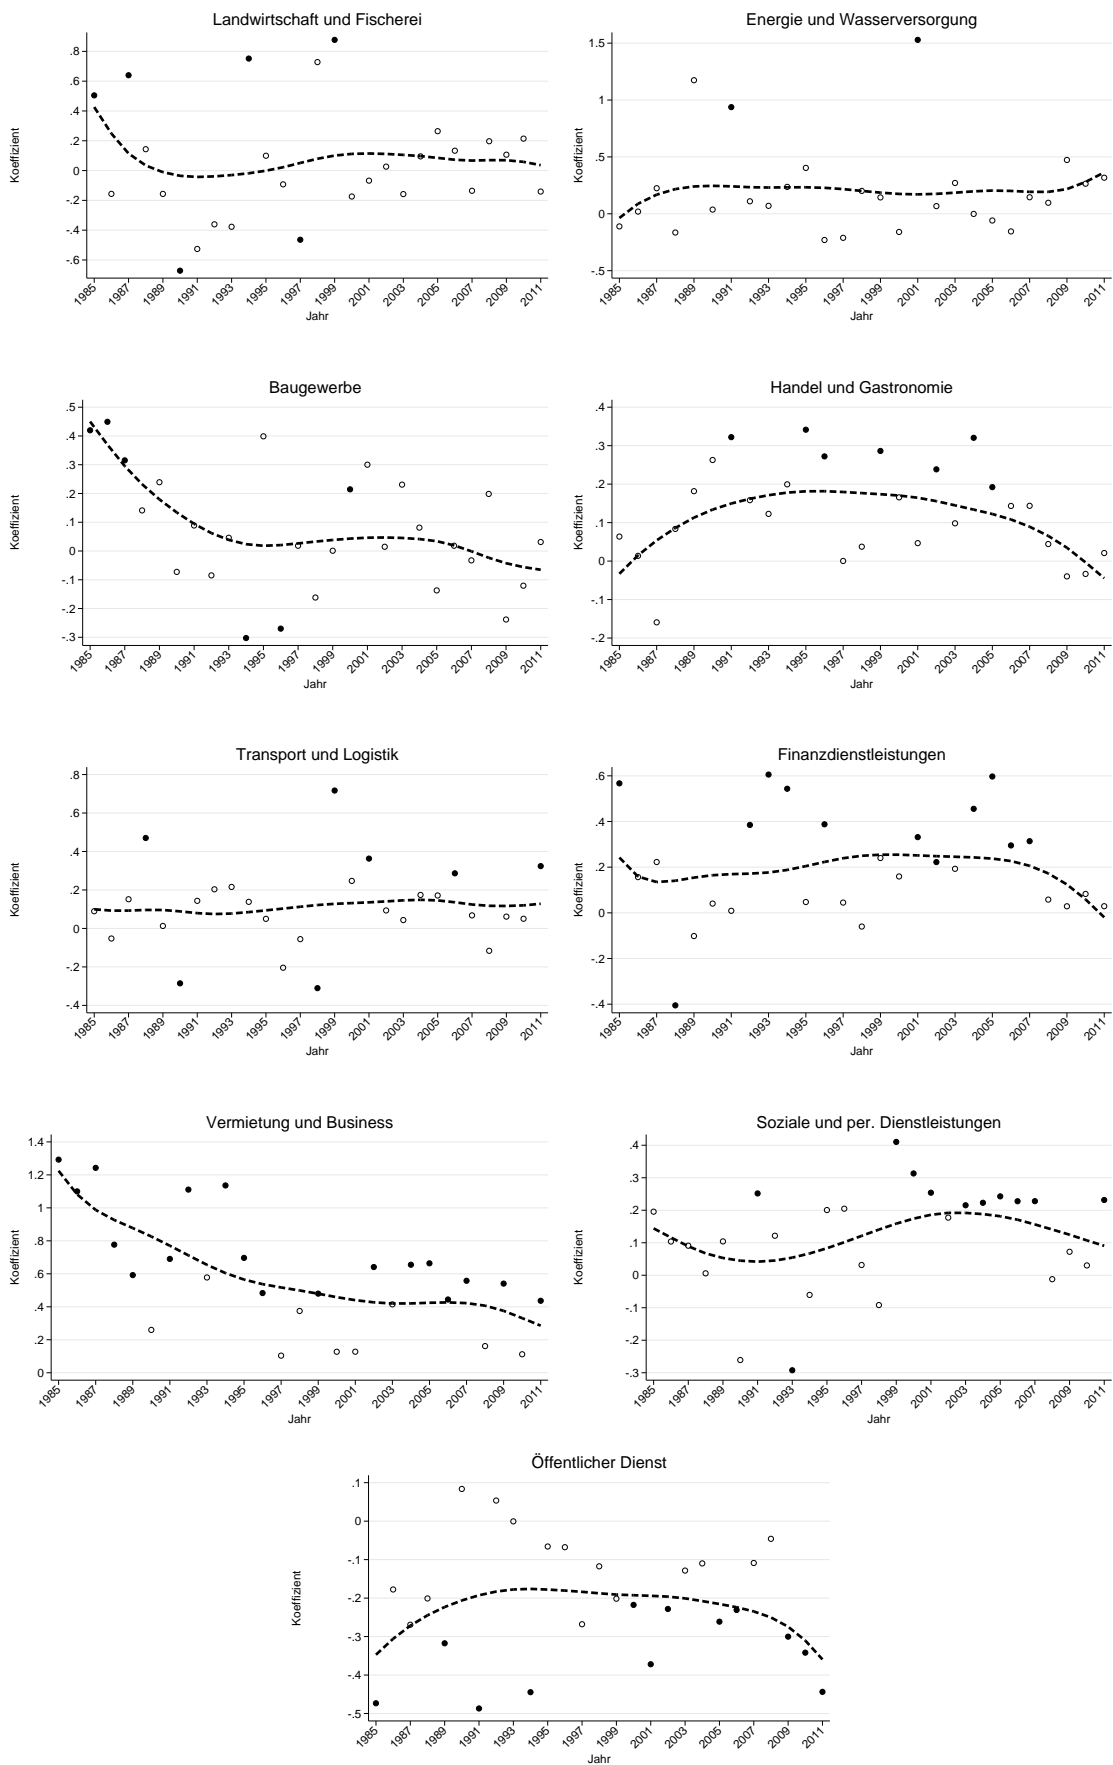 Landwirtschaft und Fischerei
Koeffizient
.8
.6
.4
.2
0
-.2
-.4
-.6
1985 1987 1989 1991 1993 1995 1997 1999 2001 2003 2005 2007 2009 2011
Jahr
Energie und Wasserversorgung
Koeffizient
1.5
1
.5
0
-.5
1985 1987 1989 1991 1993 1995 1997 1999 2001 2003 2005 2007 2009 2011
Jahr
Baugewerbe
Koeffizient
.5
.4
.3
.2
.1
0
-.1
-.2
-.3
1985 1987 1989 1991 1993 1995 1997 1999 2001 2003 2005 2007 2009 2011
Jahr
Handel und Gastronomie
Koeffizient
.4
.3
.2
.1
0
-.1
-.2
1985 1987 1989 1991 1993 1995 1997 1999 2001 2003 2005 2007 2009 2011
Jahr
Transport und Logistik
Koeffizient
.8
.6
.4
.2
0
-.2
-.4
1985 1987 1989 1991 1993 1995 1997 1999 2001 2003 2005 2007 2009 2011
Jahr
Finanzdienstleistungen
Koeffizient
.6
.4
.2
0
-.2
-.4
1985 1987 1989 1991 1993 1995 1997 1999 2001 2003 2005 2007 2009 2011
Jahr
Vermietung und Business
Koeffizient
1.4
1.2
1
.8
.6
.4
.2
0
1985 1987 1989 1991 1993 1995 1997 1999 2001 2003 2005 2007 2009 2011
Jahr
Soziale und per. Dienstleistungen
Koeffizient
.4
.3
.2
.1
0
-.1
-.2
-.3
1985 1987 1989 1991 1993 1995 1997 1999 2001 2003 2005 2007 2009 2011
Jahr
Öffentlicher Dienst
Koeffizient
.1
0
-.1
-.2
-.3
-.4
-.5
1985 1987 1989 1991 1993 1995 1997 1999 2001 2003 2005 2007 2009 2011
Jahr